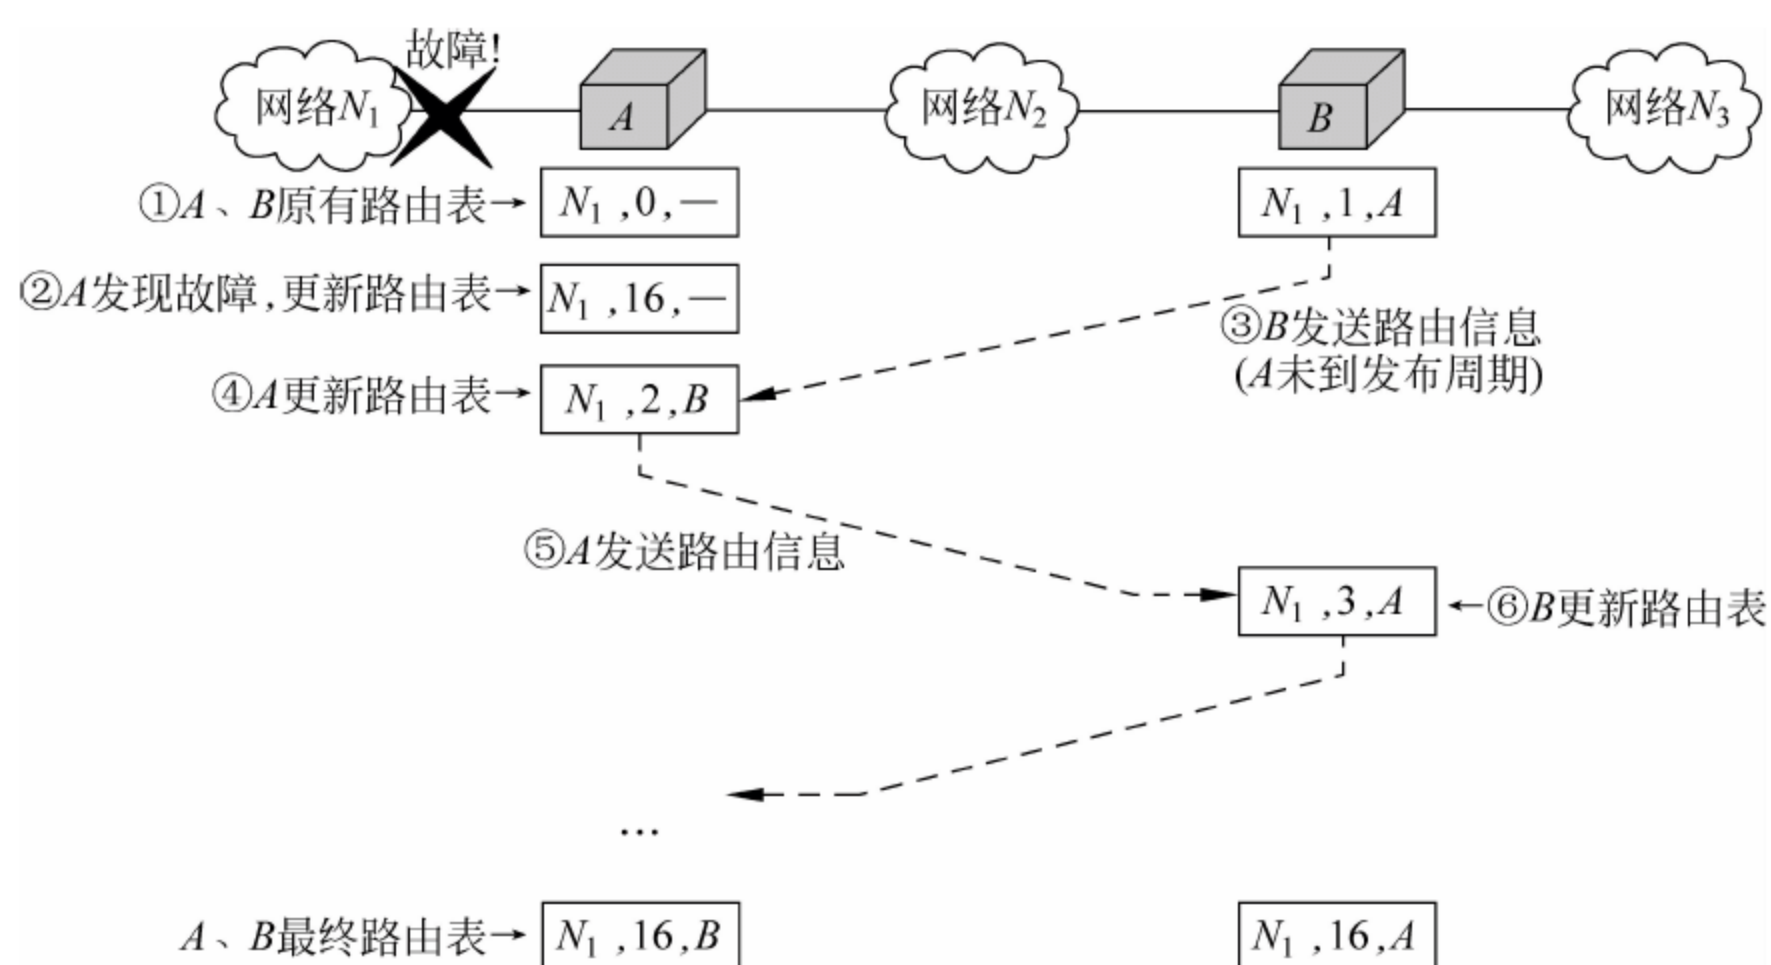 故障!
网络N₁
A
网络N₂
B
网络N₃
①A、B原有路由表→
N₁ ,0,—
N₁ ,1,A
②A发现故障,更新路由表→
N₁ ,16,—
③B发送路由信息
(A未到发布周期)
④A更新路由表→
N₁ ,2,B
⑤A发送路由信息
N₁ ,3,A
←⑥B更新路由表
…
A、B最终路由表→
N₁ ,16,B
N₁ ,16,A